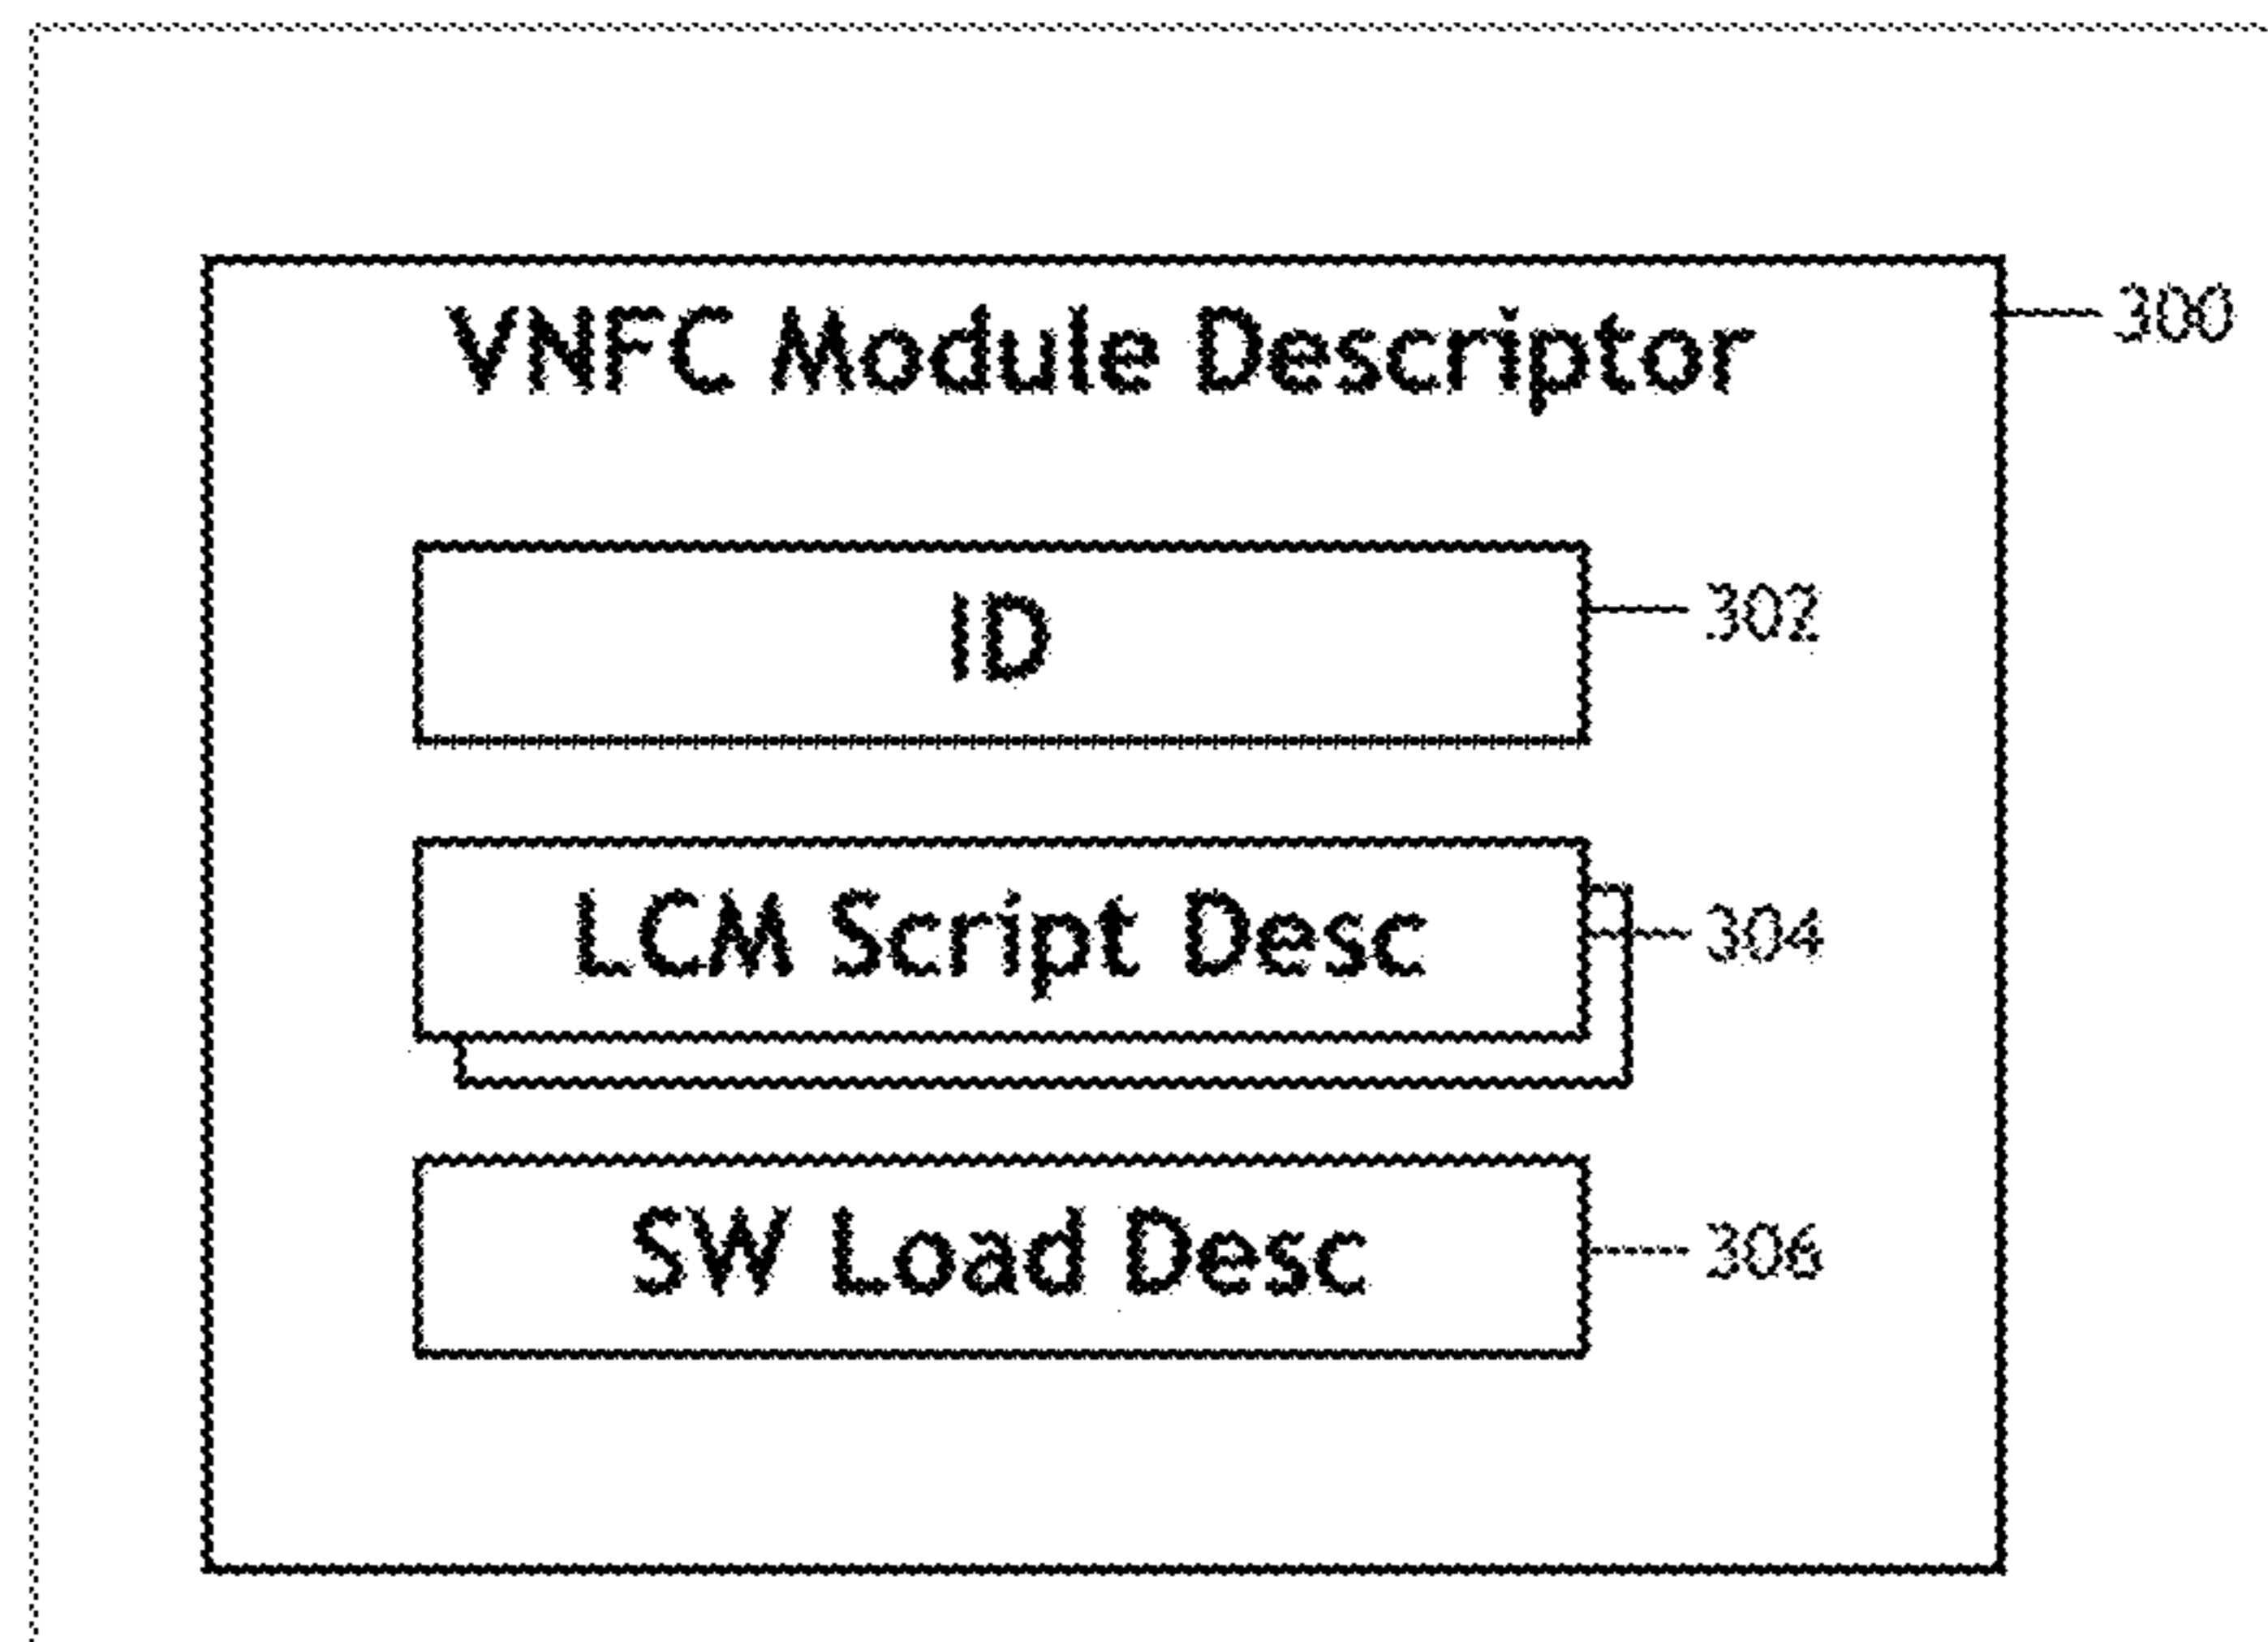 VNFC Module Descriptor
300
ID
302
LCM Script Desc
304
SW Load Desc
306